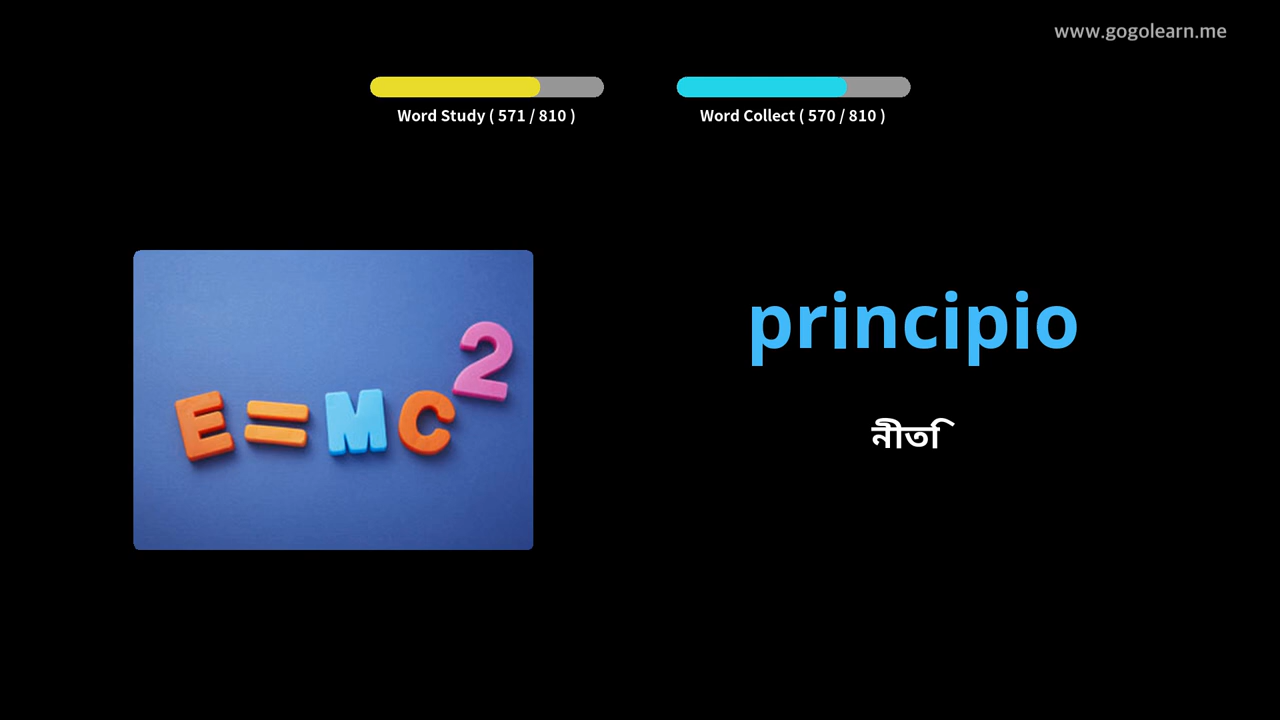 www.gogolearn.me
Word Study ( 571 / 810 )
Word Collect ( 570 / 810 )
E=MC²
principio
নীতি